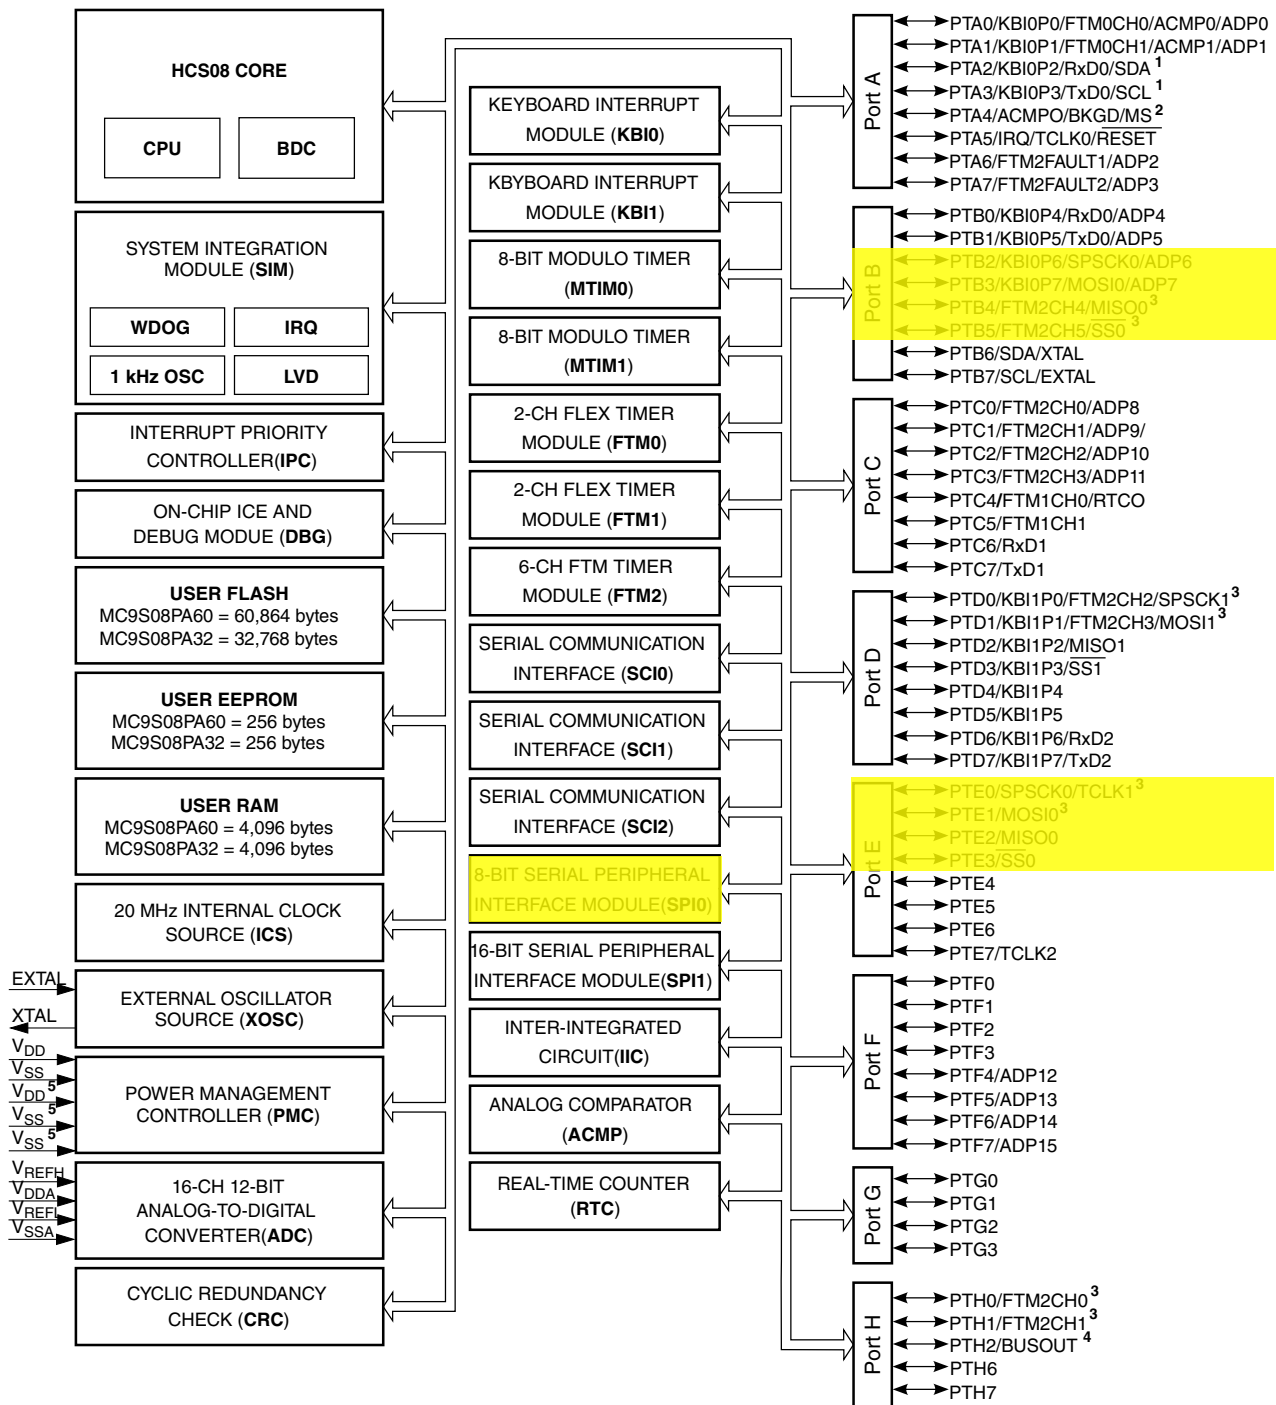 HCS08 CORE
CPU
BDC
SYSTEM INTEGRATION
MODULE (SIM)
WDOG
IRQ
1 kHz OSC
LVD
INTERRUPT PRIORITY
CONTROLLER(IPC)
ON-CHIP ICE AND
DEBUG MODUE (DBG)
USER FLASH
MC9S08PA60 = 60,864 bytes
MC9S08PA32 = 32,768 bytes
USER EEPROM
MC9S08PA60 = 256 bytes
MC9S08PA32 = 256 bytes
USER RAM
MC9S08PA60 = 4,096 bytes
MC9S08PA32 = 4,096 bytes
20 MHz INTERNAL CLOCK
SOURCE (ICS)
EXTAL
XTAL
EXTERNAL OSCILLATOR
SOURCE (XOSC)
VDD
VSS
VDD 5
VSS 5
VSS 5
POWER MANAGEMENT
CONTROLLER (PMC)
VREFH
VDDA
VREFL
VSSA
16-CH 12-BIT
ANALOG-TO-DIGITAL
CONVERTER(ADC)
CYCLIC REDUNDANCY
CHECK (CRC)
KEYBOARD INTERRUPT
MODULE (KBI0)
KBYBOARD INTERRUPT
MODULE (KBI1)
8-BIT MODULO TIMER
(MTIM0)
8-BIT MODULO TIMER
(MTIM1)
2-CH FLEX TIMER
MODULE (FTM0)
2-CH FLEX TIMER
MODULE (FTM1)
6-CH FTM TIMER
MODULE (FTM2)
SERIAL COMMUNICATION
INTERFACE (SCI0)
SERIAL COMMUNICATION
INTERFACE (SCI1)
SERIAL COMMUNICATION
INTERFACE (SCI2)
8-BIT SERIAL PERIPHERAL
INTERFACE MODULE(SPI0)
16-BIT SERIAL PERIPHERAL
INTERFACE MODULE(SPI1)
INTER-INTEGRATED
CIRCUIT(IIC)
ANALOG COMPARATOR
(ACMP)
REAL-TIME COUNTER
(RTC)
Port A
PTA0/KBI0P0/FTM0CH0/ACMP0/ADP0
PTA1/KBI0P1/FTM0CH1/ACMP1/ADP1
PTA2/KBI0P2/RxD0/SDA 1
PTA3/KBI0P3/TxD0/SCL 1
PTA4/ACMPO/BKGD/MS 2
PTA5/IRQ/TCLK0/RESET
PTA6/FTM2FAULT1/ADP2
PTA7/FTM2FAULT2/ADP3
Port B
PTB0/KBI0P4/RxD0/ADP4
PTB1/KBI0P5/TxD0/ADP5
PTB2/KBI0P6/SPSCK0/ADP6
PTB3/KBI0P7/MOSI0/ADP7
PTB4/FTM2CH4/MISO0 3
PTB5/FTM2CH5/SS0 3
PTB6/SDA/XTAL
PTB7/SCL/EXTAL
Port C
PTC0/FTM2CH0/ADP8
PTC1/FTM2CH1/ADP9/
PTC2/FTM2CH2/ADP10
PTC3/FTM2CH3/ADP11
PTC4/FTM1CH0/RTCO
PTC5/FTM1CH1
PTC6/RxD1
PTC7/TxD1
Port D
PTD0/KBI1P0/FTM2CH2/SPSCK1 3
PTD1/KBI1P1/FTM2CH3/MOSI1 3
PTD2/KBI1P2/MISO1
PTD3/KBI1P3/SS1
PTD4/KBI1P4
PTD5/KBI1P5
PTD6/KBI1P6/RxD2
PTD7/KBI1P7/TxD2
Port E
PTE0/SPSCK0/TCLK1 3
PTE1/MOSI0 3
PTE2/MISO0
PTE3/SS0
PTE4
PTE5
PTE6
PTE7/TCLK2
Port F
PTF0
PTF1
PTF2
PTF3
PTF4/ADP12
PTF5/ADP13
PTF6/ADP14
PTF7/ADP15
Port G
PTG0
PTG1
PTG2
PTG3
Port H
PTH0/FTM2CH0 3
PTH1/FTM2CH1 3
PTH2/BUSOUT 4
PTH6
PTH7